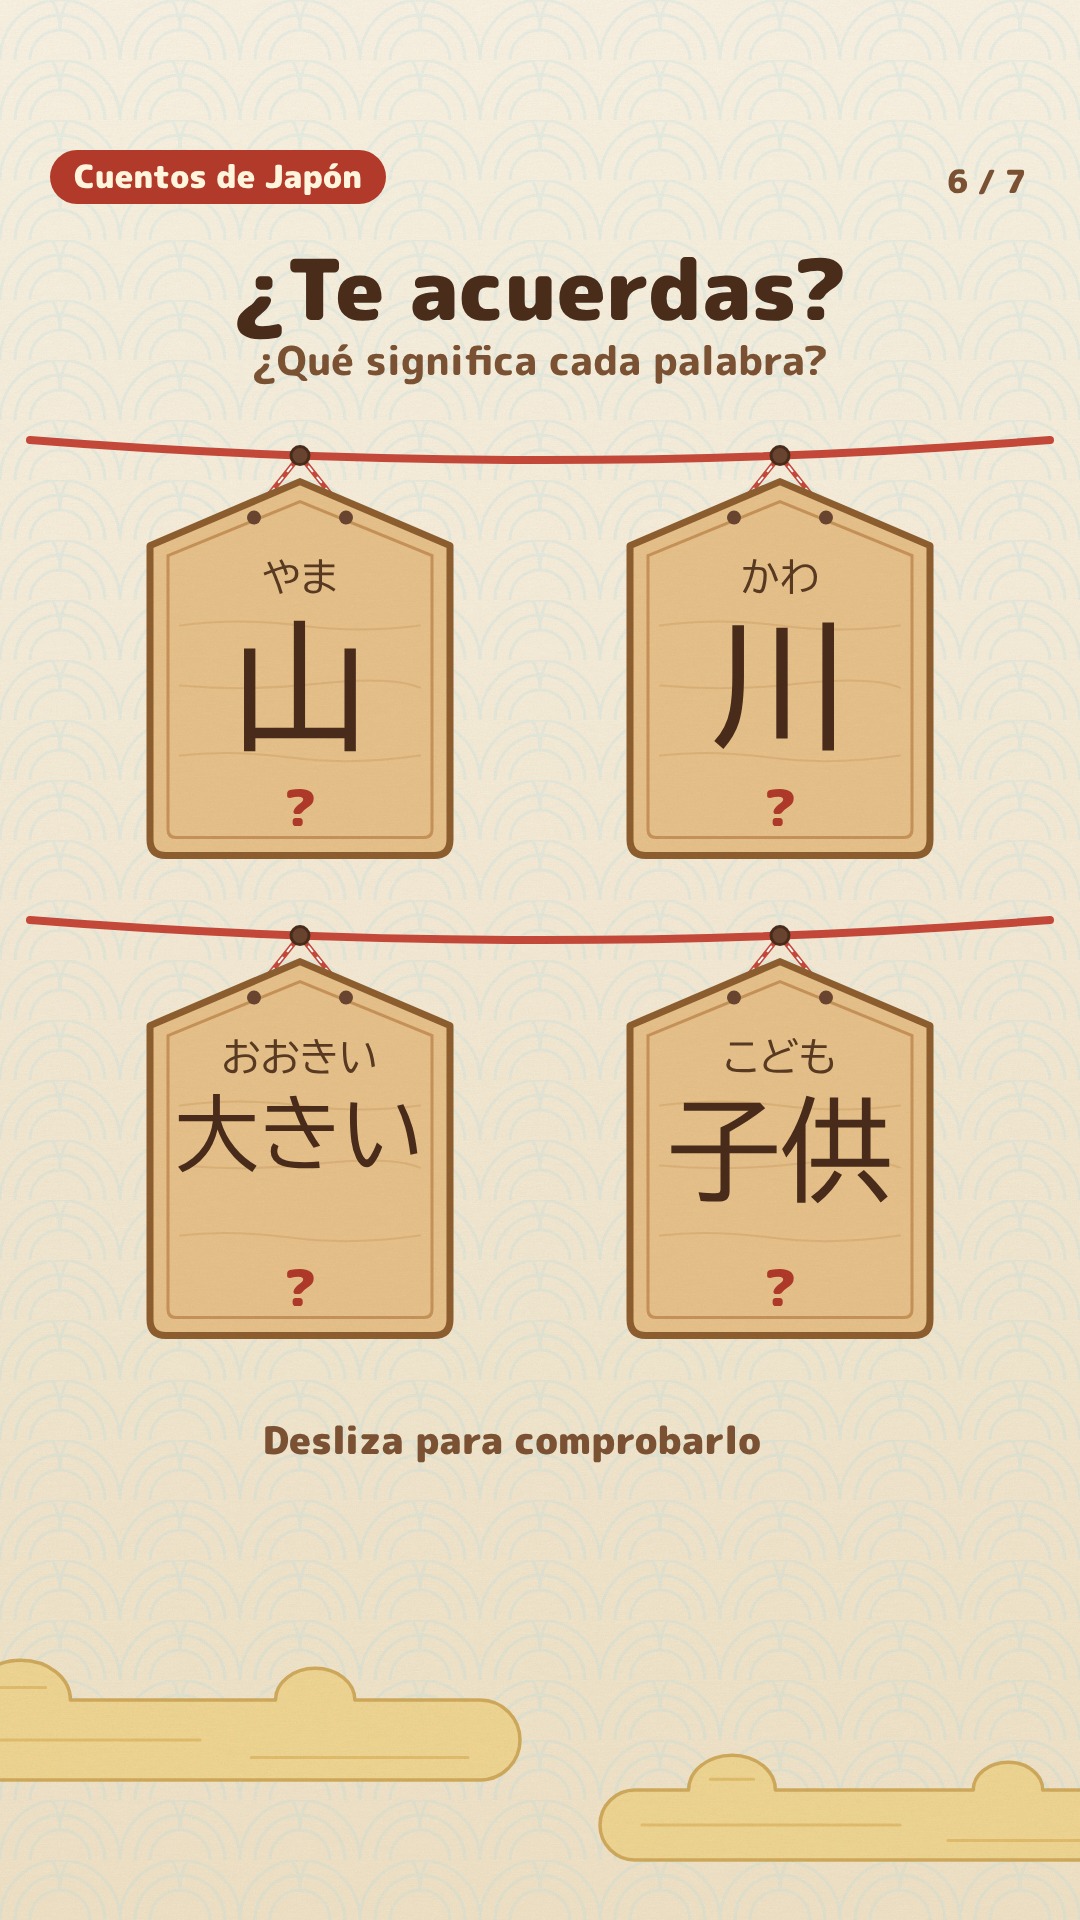 Cuentos de Japón
6 / 7
¿Te acuerdas?
¿Qué significa cada palabra?
やま
山
?
かわ
川
?
おおきい
大きい
?
こども
子供
?
Desliza para comprobarlo